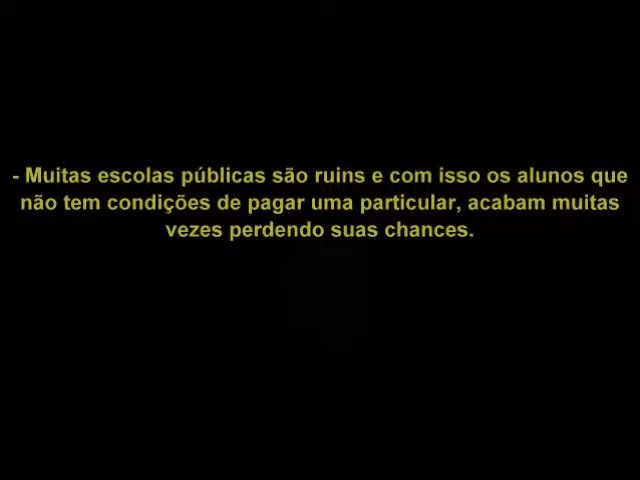 - Muitas escolas públicas são ruins e com isso os alunos que
não tem condições de pagar uma particular, acabam muitas
vezes perdendo suas chances.